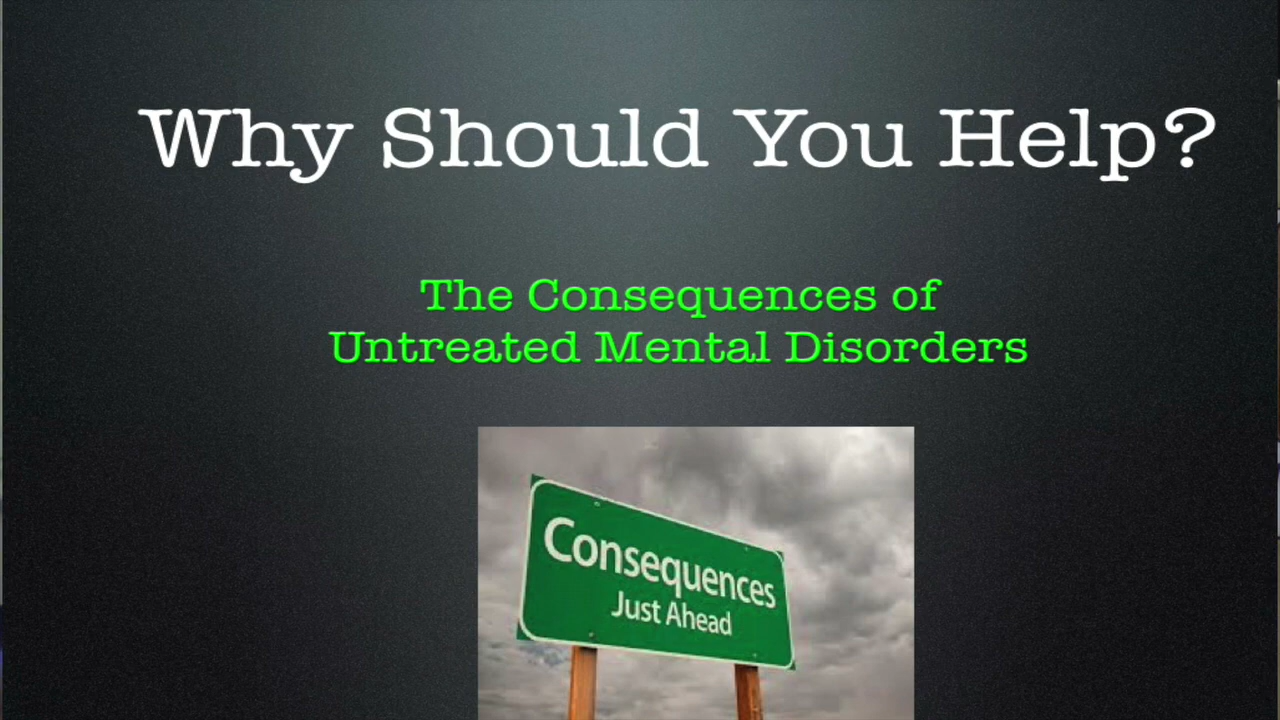 Why Should You Help?
The Consequences of
Untreated Mental Disorders
Consequences
Just Ahead